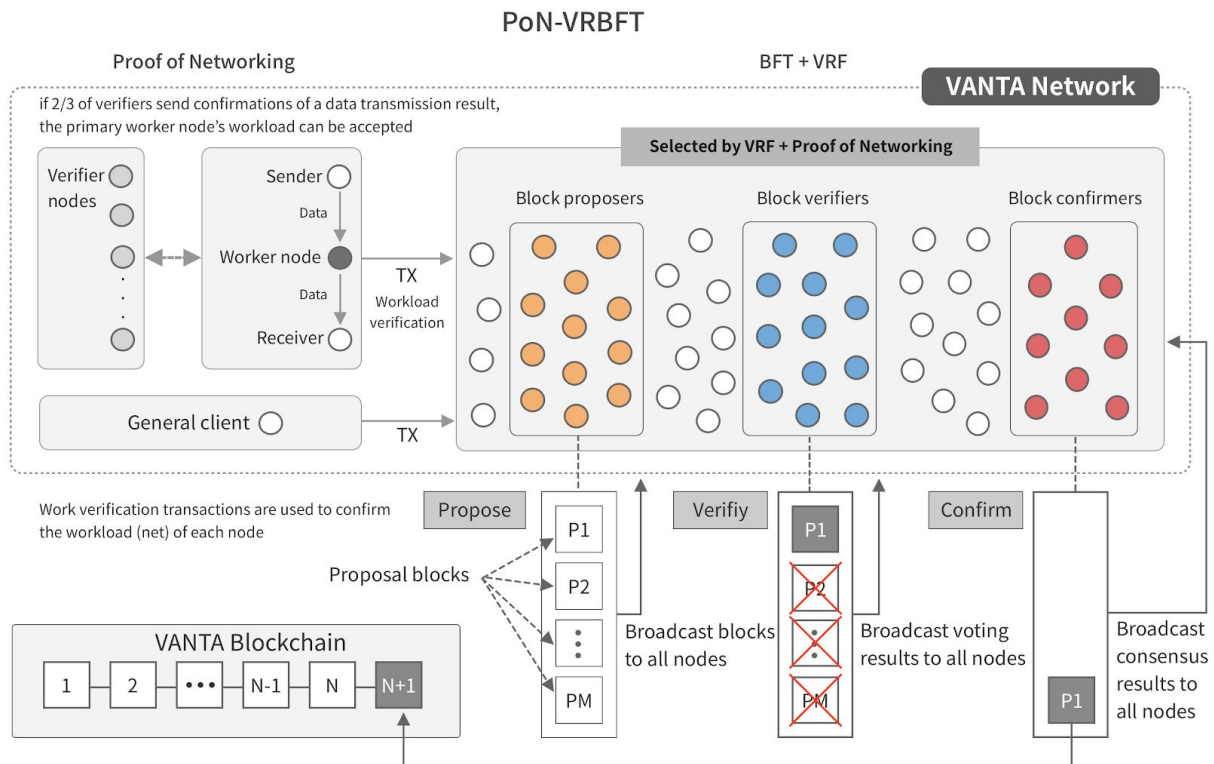 PoN-VRBFT
Proof of Networking
BFT + VRF
VANTA Network
if 2/3 of verifiers send confirmations of a data transmission result,
the primary worker node's workload can be accepted
Selected by VRF + Proof of Networking
Verifier
nodes
Sender
Data
Worker node
Data
Receiver
TX
Workload
verification
General client
TX
Block proposers
Block verifiers
Block confirmers
Work verification transactions are used to confirm
the workload (net) of each node
Propose
Verifiy
Confirm
Proposal blocks
P1
P2
PM
Broadcast blocks
to all nodes
P1
P2
PM
Broadcast voting
results to all nodes
P1
Broadcast
consensus
results to
all nodes
VANTA Blockchain
1
2
•••
N-1
N
N+1